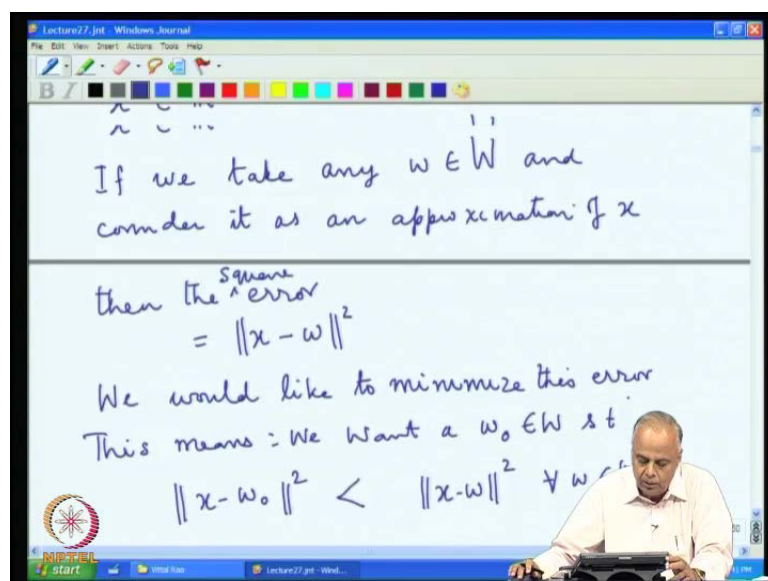 Lecture27.jnt - Windows Journal
File Edit View Insert Actions Tools Help
B I
If we take any w ∈ W and
consider it as an approximation of x
then the square error
= ||x - w||²
We would like to minimize this error
This means : We want a w₀ ∈ W s t
||x - w₀||² < ||x - w||² ∀ w
NPTEL
start Vittal Rao Lecture27.jnt - Wind...